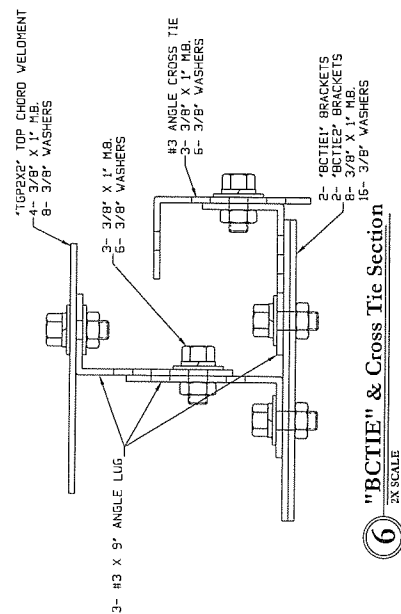 "TGP2X2" TOP CHORD WELDMENT
4- 3/8" X 1" M.B.
8- 3/8" WASHERS
3- 3/8" X 1" M.B.
6- 3/8" WASHERS
#3 ANGLE CROSS TIE
3- 3/8" X 1" M.B.
6- 3/8" WASHERS
3- #3 X 9" ANGLE LUG
2- "BCTIE1" BRACKETS
2- "BCTIE2" BRACKETS
8- 3/8" X 1" M.B.
16- 3/8" WASHERS
6
"BCTIE" & Cross Tie Section
2X SCALE